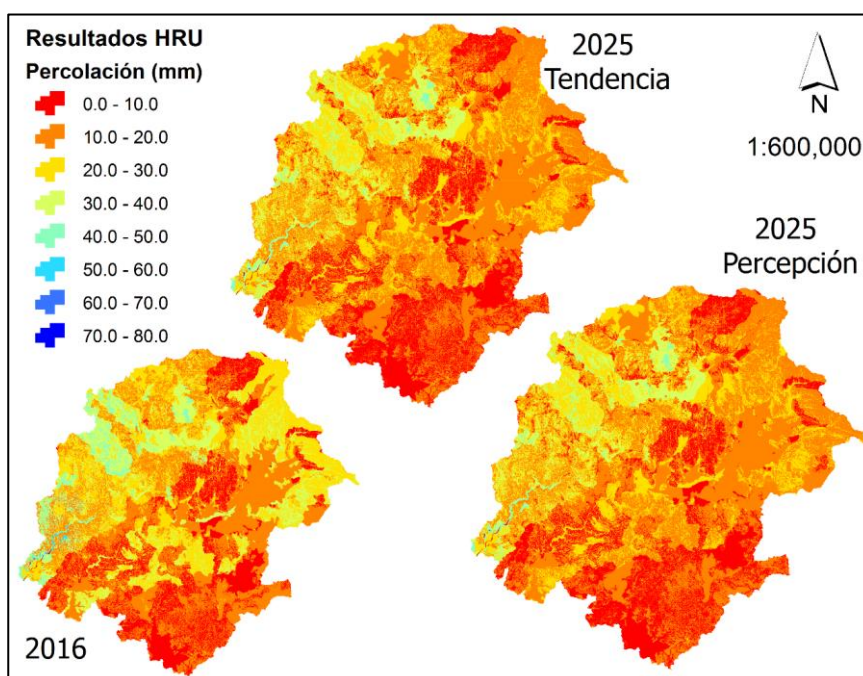 Resultados HRU
Percolación (mm)
0.0 - 10.0
10.0 - 20.0
20.0 - 30.0
30.0 - 40.0
40.0 - 50.0
50.0 - 60.0
60.0 - 70.0
70.0 - 80.0
2025
Tendencia
N
1:600,000
2025
Percepción
2016